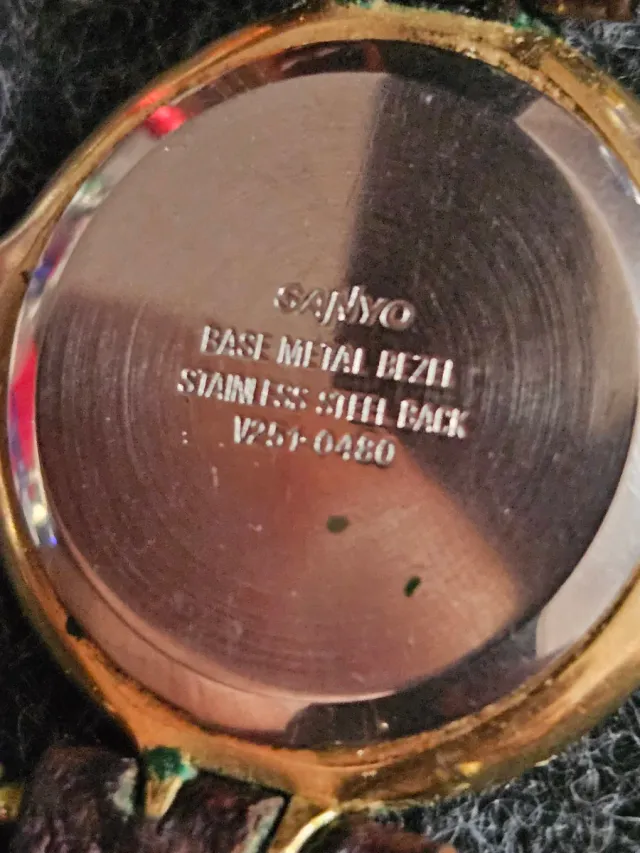 SANYO
BASE METAL BEZEL
STAINLESS STEEL BACK
V251-0480